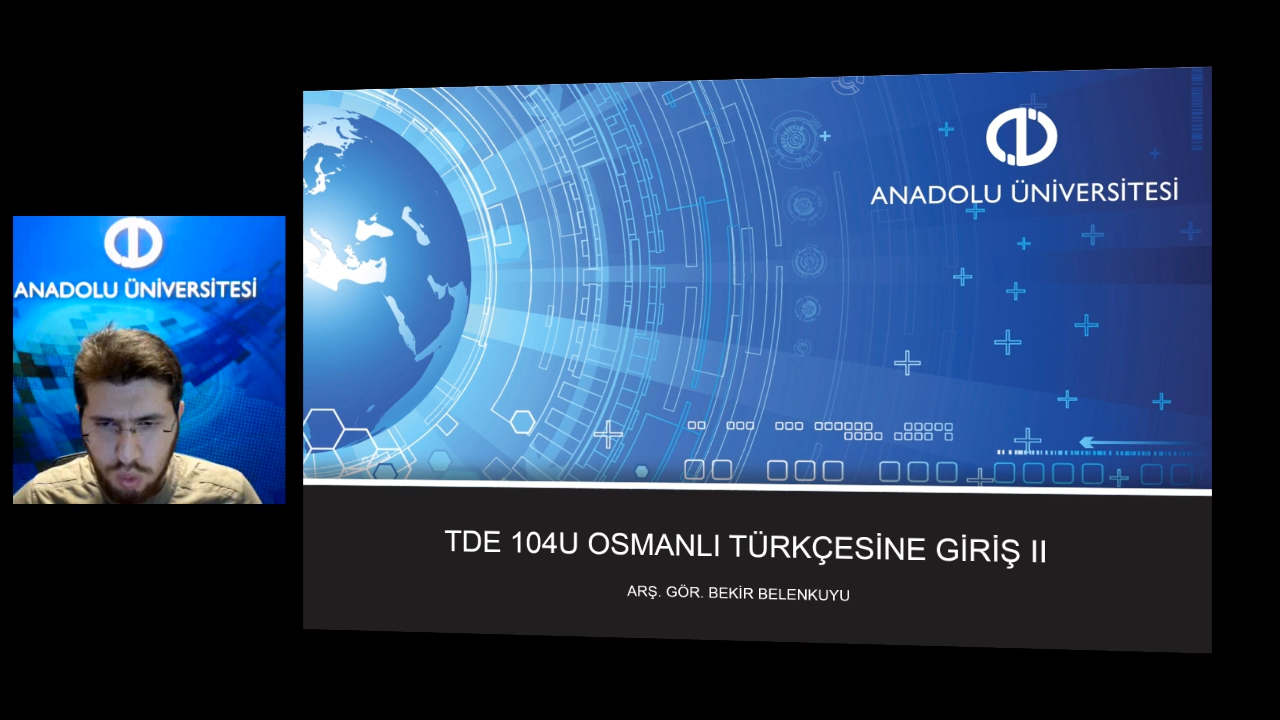 ANADOLU ÜNİVERSİTESİ
ANADOLU ÜNİVERSİTESİ
TDE 104U OSMANLI TÜRKÇESİNE GİRİŞ II
ARŞ. GÖR. BEKİR BELENKUYU